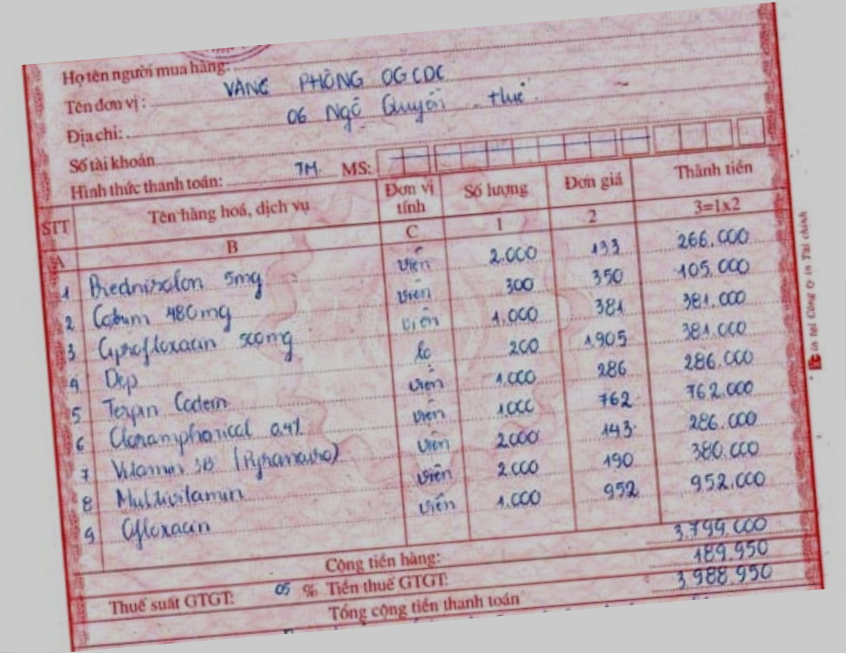 Họ tên người mua hàng:
Tên đơn vị: VĂNG PHÒNG OGCDC
Địa chỉ: 06 Ngô Quyền Huế
Số tài khoản
Hình thức thanh toán: TM MS:
STT Tên hàng hoá, dịch vụ Đơn vị tính Số lượng Đơn giá Thành tiền
A B C 1 2 3=1x2
1 Prednisolon 5mg viên 2.000 133 266.000
2 Cotrim 480mg viên 300 350 105.000
3 Ciprofloxacin 500mg viên 1.000 381 381.000
4 Dep lọ 200 1.905 381.000
5 Terpin Codein viên 1.000 286 286.000
6 Cloramphenical 0.4% viên 1000 762 762.000
7 Vitamin 3B viên 2.000 143 286.000
8 Multivitamin viên 2.000 190 380.000
9 Ofloxacin viên 1.000 952 952.000
Cộng tiền hàng: 3.799.000
Thuế suất GTGT: 05 % Tiền thuế GTGT: 189.950
Tổng cộng tiền thanh toán 3.988.950
in tại Công ty in Tài chính